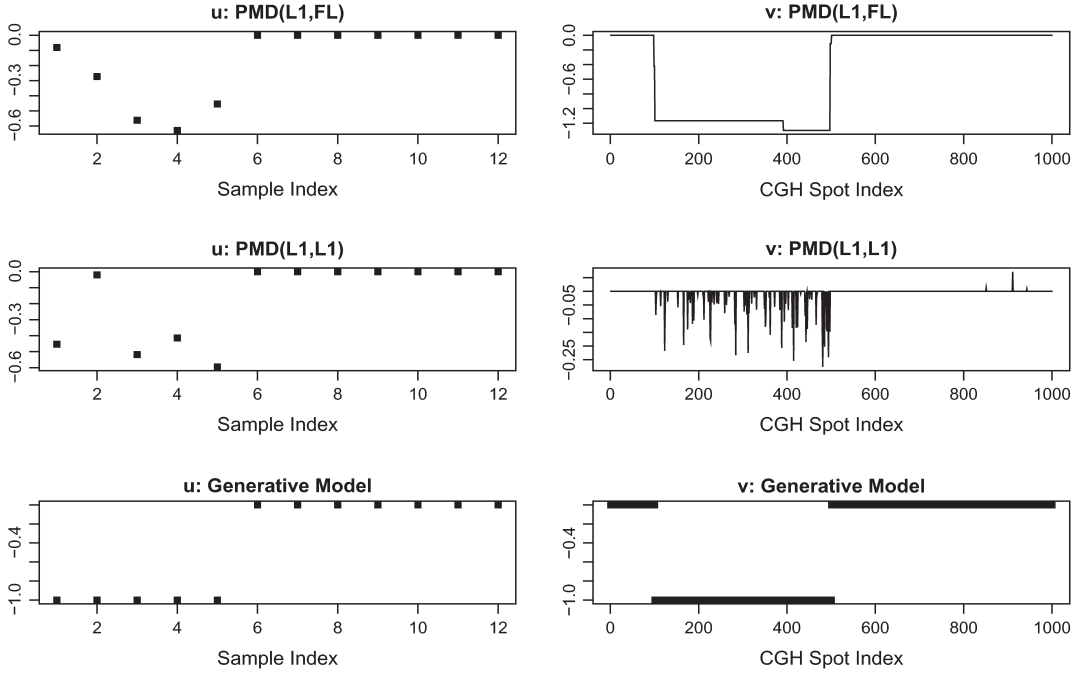 u: PMD(L1,FL)
0.0
−0.3
−0.6
2 4 6 8 10 12
Sample Index
v: PMD(L1,FL)
0.0
−0.6
−1.2
0 200 400 600 800 1000
CGH Spot Index
u: PMD(L1,L1)
0.0
−0.3
−0.6
2 4 6 8 10 12
Sample Index
v: PMD(L1,L1)
−0.05
−0.25
0 200 400 600 800 1000
CGH Spot Index
u: Generative Model
−0.4
−1.0
2 4 6 8 10 12
Sample Index
v: Generative Model
−0.4
−1.0
0 200 400 600 800 1000
CGH Spot Index